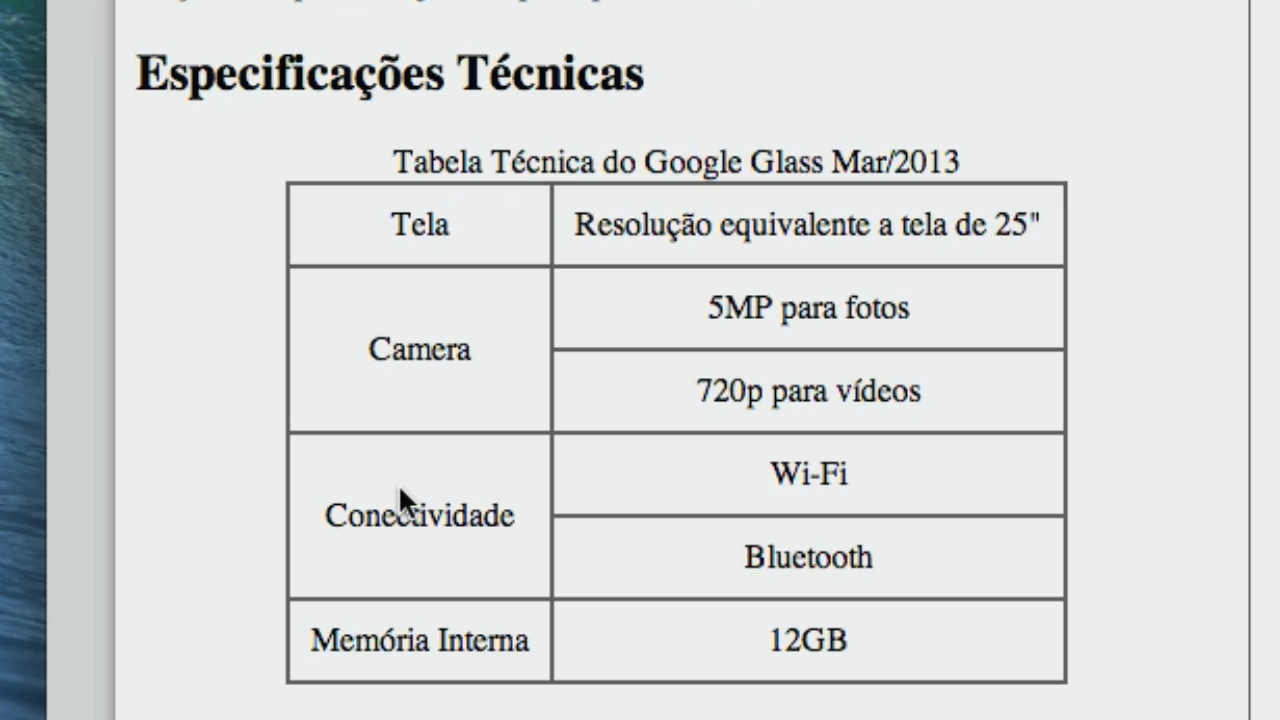 Especificações Técnicas
Tabela Técnica do Google Glass Mar/2013
Tela
Resolução equivalente a tela de 25"
Camera
5MP para fotos
720p para vídeos
Conectividade
Wi-Fi
Bluetooth
Memória Interna
12GB